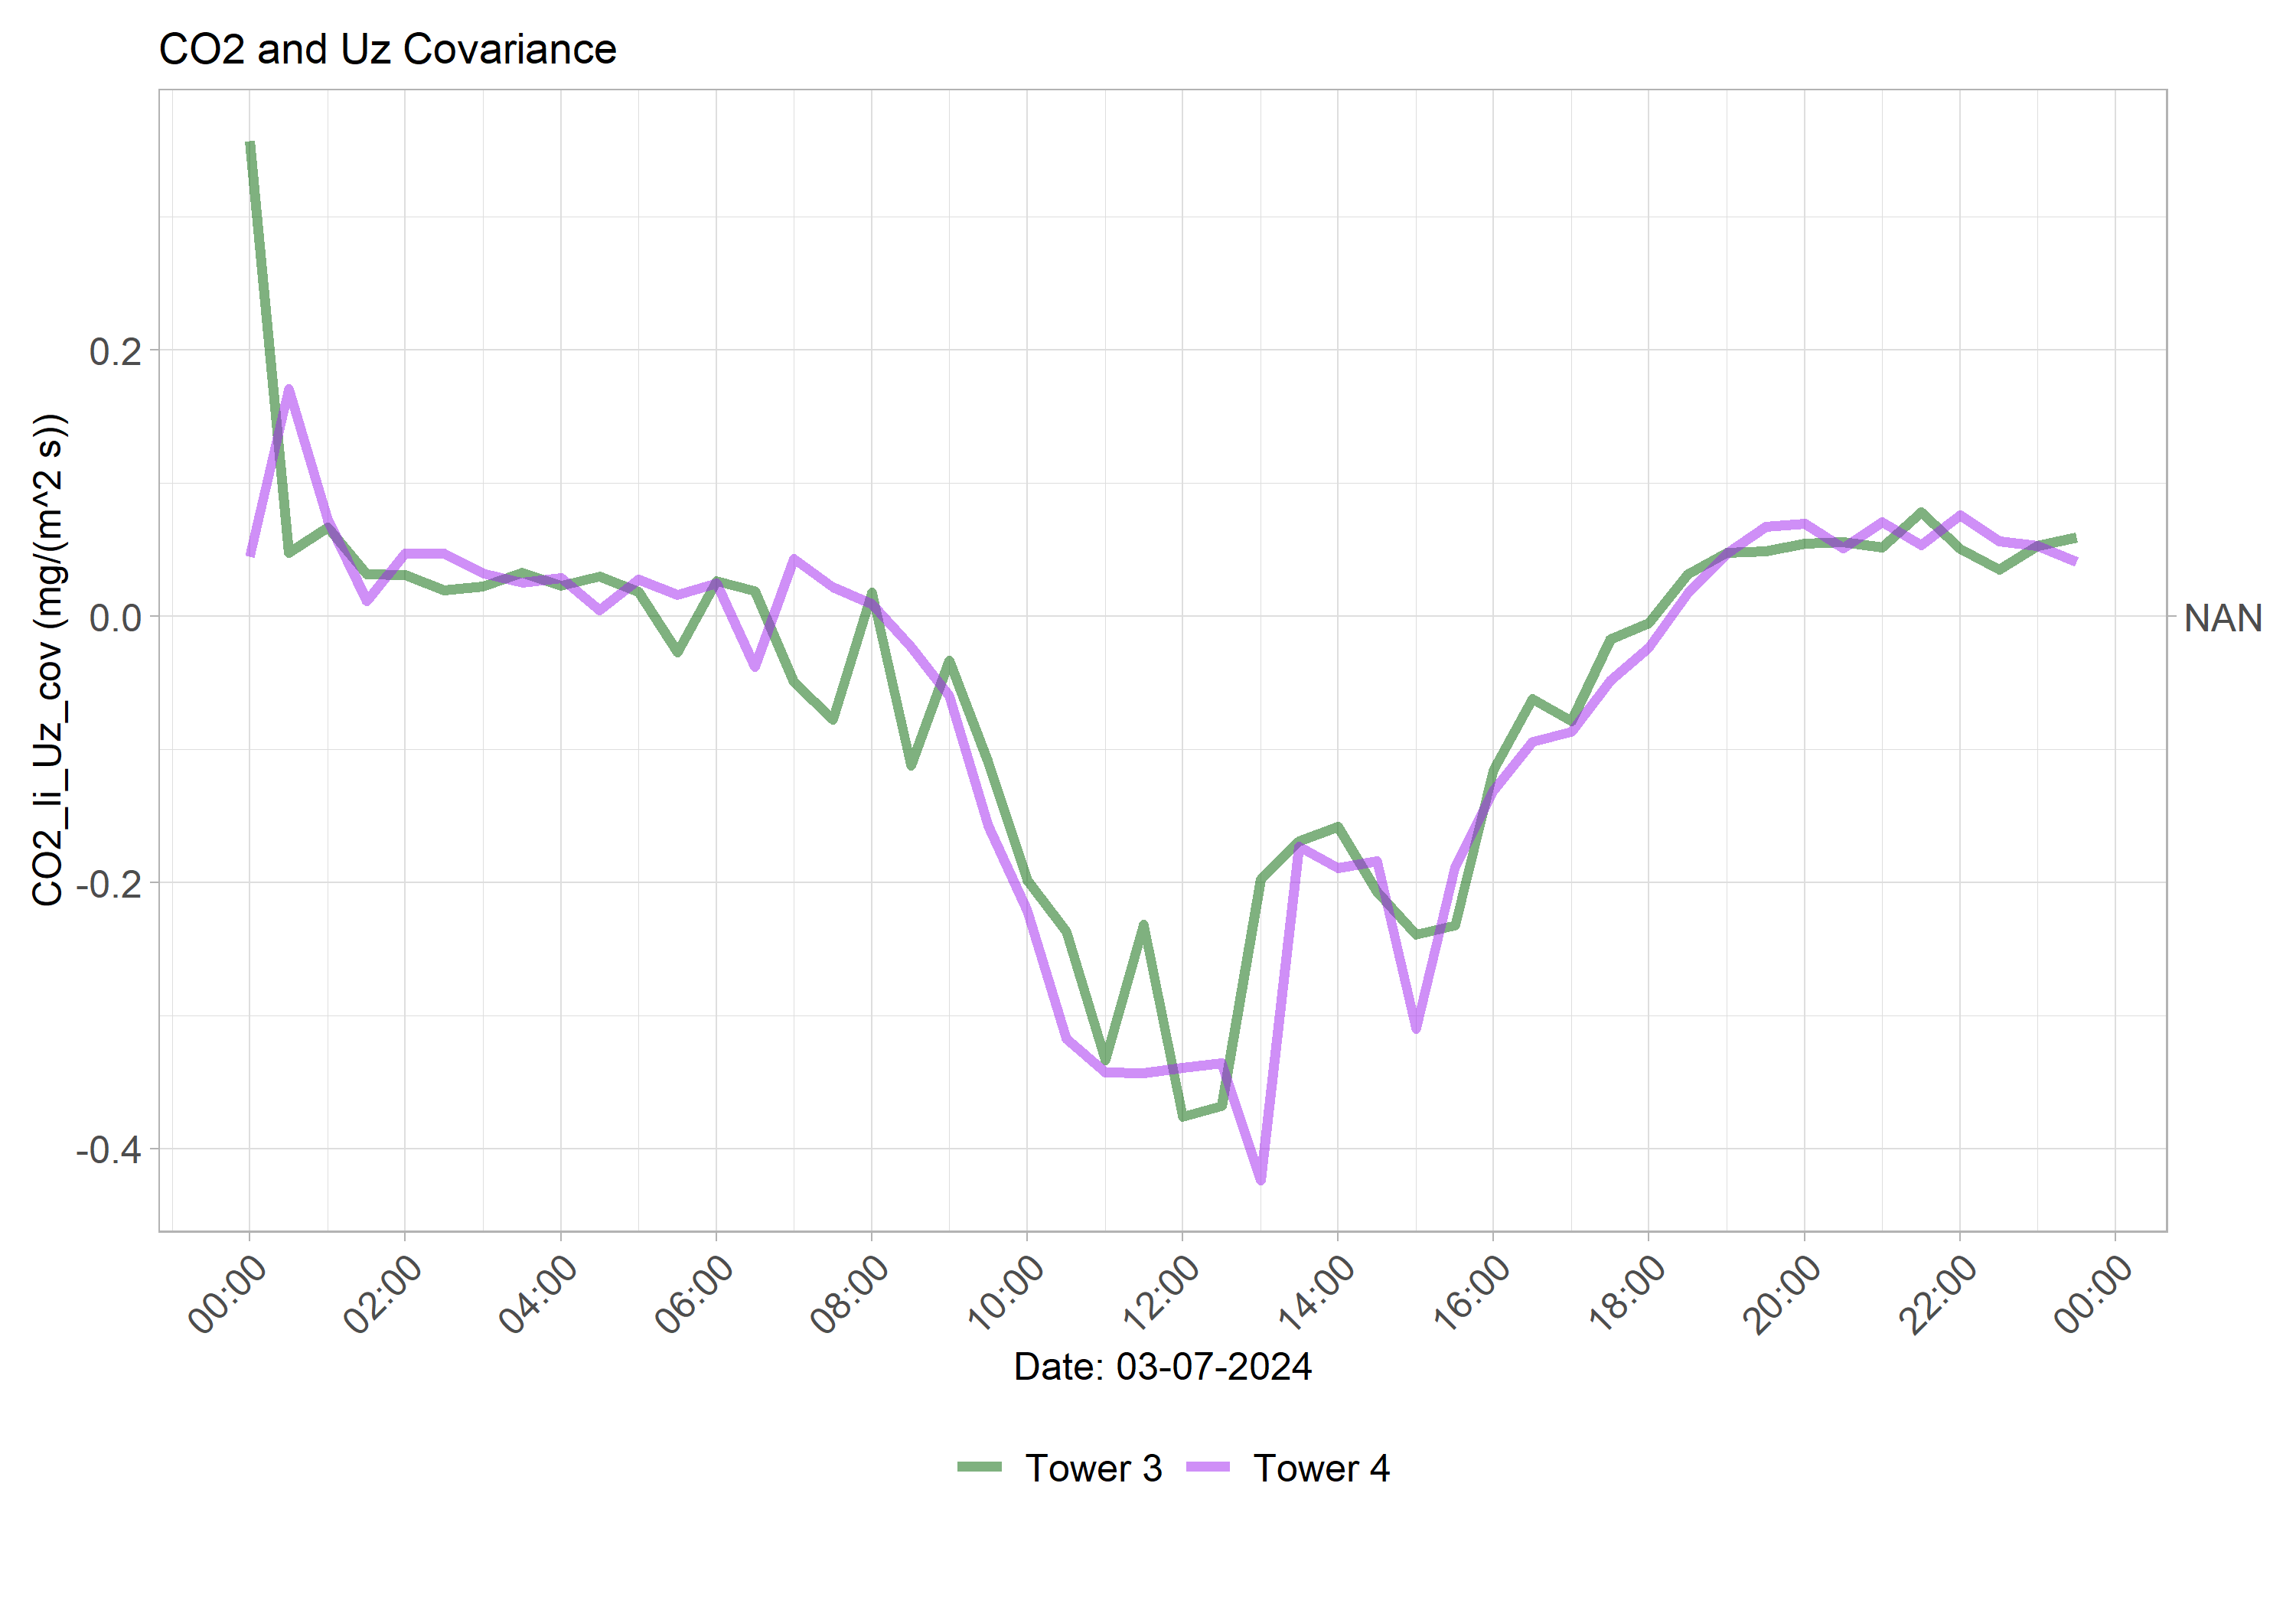 CO2 and Uz Covariance
CO2_li_Uz_cov (mg/(m^2 s))
0.2
0.0
-0.2
-0.4
NAN
00:00
02:00
04:00
06:00
08:00
10:00
12:00
14:00
16:00
18:00
20:00
22:00
00:00
Date: 03-07-2024
Tower 3
Tower 4